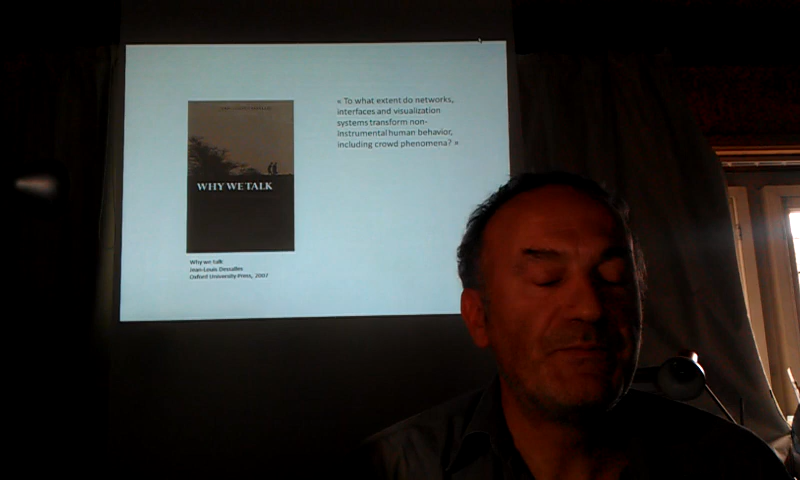 WHY WE TALK
« To what extent do networks,
interfaces and visualization
systems transform non-
instrumental human behavior,
including crowd phenomena? »
Why we talk
Jean-Louis Dessalles
Oxford University Press, 2007